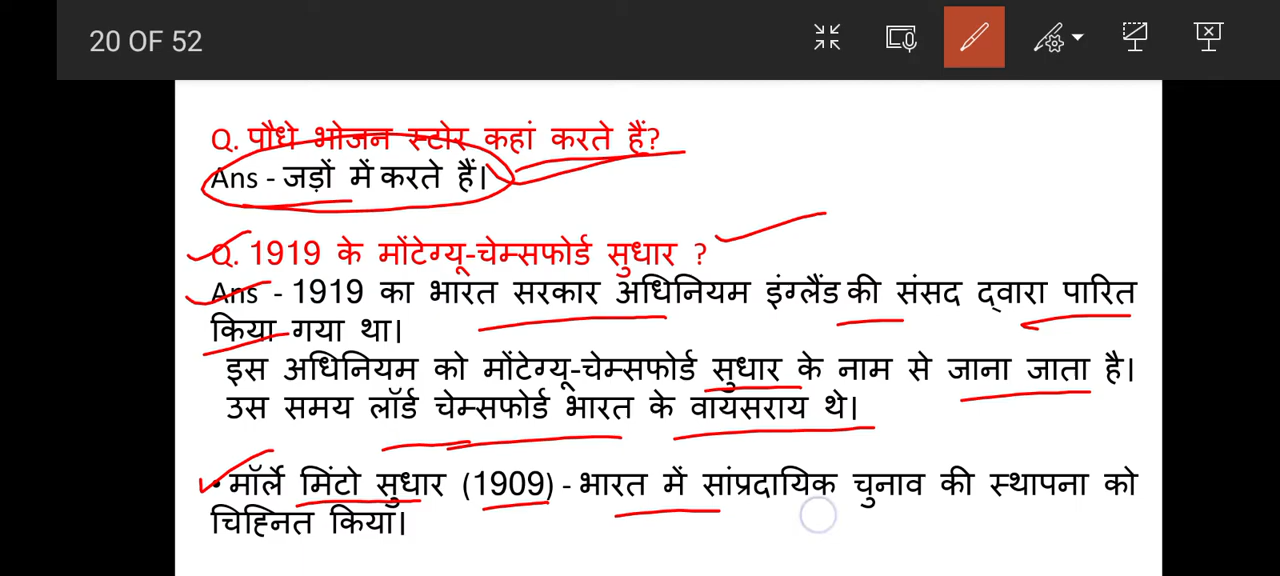 20 OF 52
Q. पौधे भोजन स्टोर कहां करते हैं?
Ans - जड़ों में करते हैं।
Q. 1919 के मोंटेग्यू-चेम्सफोर्ड सुधार ?
Ans - 1919 का भारत सरकार अधिनियम इंग्लैंड की संसद द्वारा पारित
किया गया था।
इस अधिनियम को मोंटेग्यू-चेम्सफोर्ड सुधार के नाम से जाना जाता है।
उस समय लॉर्ड चेम्सफोर्ड भारत के वायसराय थे।
• मॉर्ले मिंटो सुधार (1909) - भारत में सांप्रदायिक चुनाव की स्थापना को
चिह्नित किया।